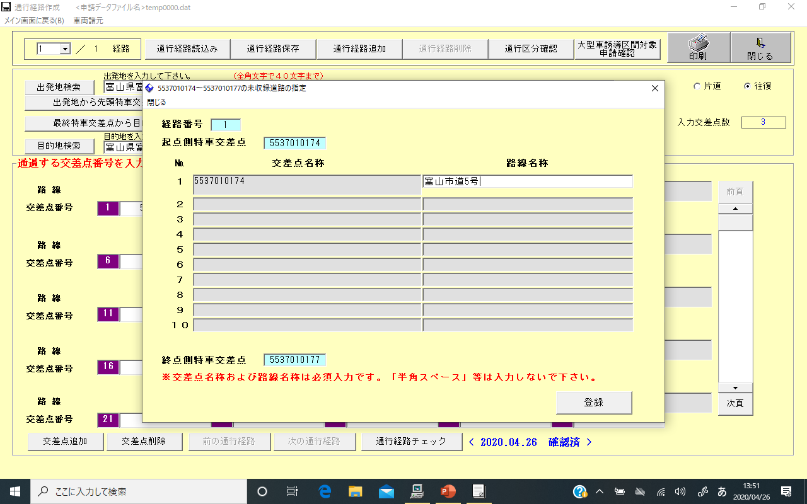 通行経路作成　<申請データファイル名>temp0000.dat
メイン画面に戻る(B)　車両諸元
1 / 1 経路
通行経路読込み
通行経路保存
通行経路追加
通行経路削除
通行区分確認
大型車誘導区間対象
申請確認
印刷
閉じる
出発地を入力して下さい。　(全角文字で40文字まで)
出発地検索
富山県富
片道
往復
出発地から先頭特車交
最終特車交差点から目
入力交差点数
3
目的地を入
目的地検索
富山県富
通過する交差点番号を入力
路 線
交差点番号
1
路 線
交差点番号
6
路 線
交差点番号
11
路 線
交差点番号
16
路 線
交差点番号
21
前頁
次頁
5537010174～5537010177の未収録道路の指定
閉じる
経路番号　1
起点側特車交差点　5537010174
№　交差点名称　路線名称
1　5537010174　富山市道5号
2
3
4
5
6
7
8
9
10
終点側特車交差点　5537010177
※交差点名称および路線名称は必須入力です。「半角スペース」等は入力しないで下さい。
登録
交差点追加
交差点削除
前の通行経路
次の通行経路
通行経路チェック
< 2020.04.26　確認済 >
ここに入力して検索
あ
13:51
2020/04/26